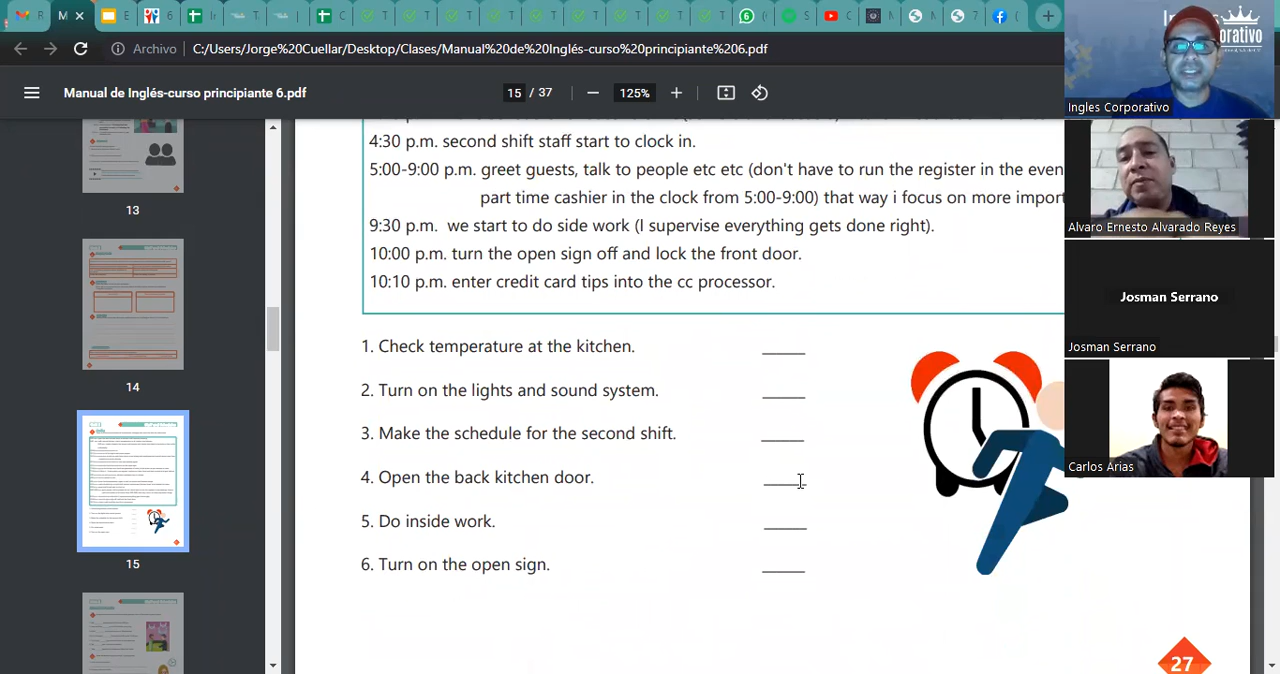 6
Archivo
C:/Users/Jorge%20Cuellar/Desktop/Clases/Manual%20de%20Inglés-curso%20principiante%206.pdf
Manual de Inglés-curso principiante 6.pdf
15 / 37
125%
13
14
15
4:30 p.m. second shift staff start to clock in.
5:00-9:00 p.m. greet guests, talk to people etc etc (don't have to run the register in the even
part time cashier in the clock from 5:00-9:00) that way i focus on more import
9:30 p.m. we start to do side work (I supervise everything gets done right).
10:00 p.m. turn the open sign off and lock the front door.
10:10 p.m. enter credit card tips into the cc processor.
1. Check temperature at the kitchen.
2. Turn on the lights and sound system.
3. Make the schedule for the second shift.
4. Open the back kitchen door.
5. Do inside work.
6. Turn on the open sign.
27
Ingles Corporativo
Alvaro Ernesto Alvarado Reyes
Josman Serrano
Josman Serrano
Carlos Arias